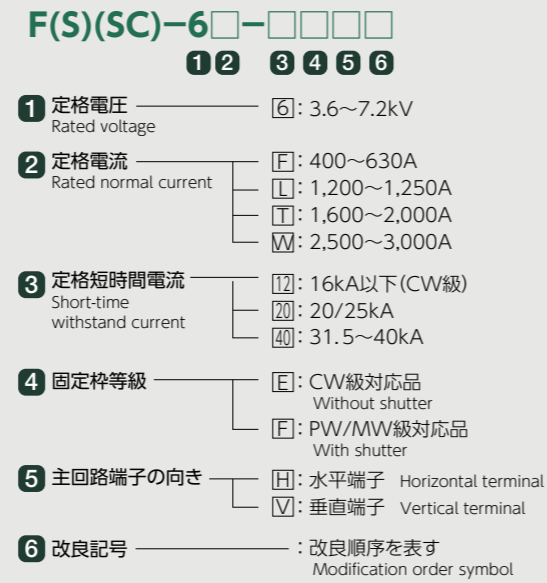 F(S)(SC)−6□−□□□□
1 2 3 4 5 6
1 定格電圧 6: 3.6〜7.2kV
Rated voltage
2 定格電流 F: 400〜630A
Rated normal current L: 1,200〜1,250A
T: 1,600〜2,000A
W: 2,500〜3,000A
3 定格短時間電流 12: 16kA以下(CW級)
Short-time 20: 20/25kA
withstand current 40: 31.5〜40kA
4 固定枠等級 E: CW級対応品
Without shutter
F: PW/MW級対応品
With shutter
5 主回路端子の向き H: 水平端子 Horizontal terminal
V: 垂直端子 Vertical terminal
6 改良記号 : 改良順序を表す
Modification order symbol